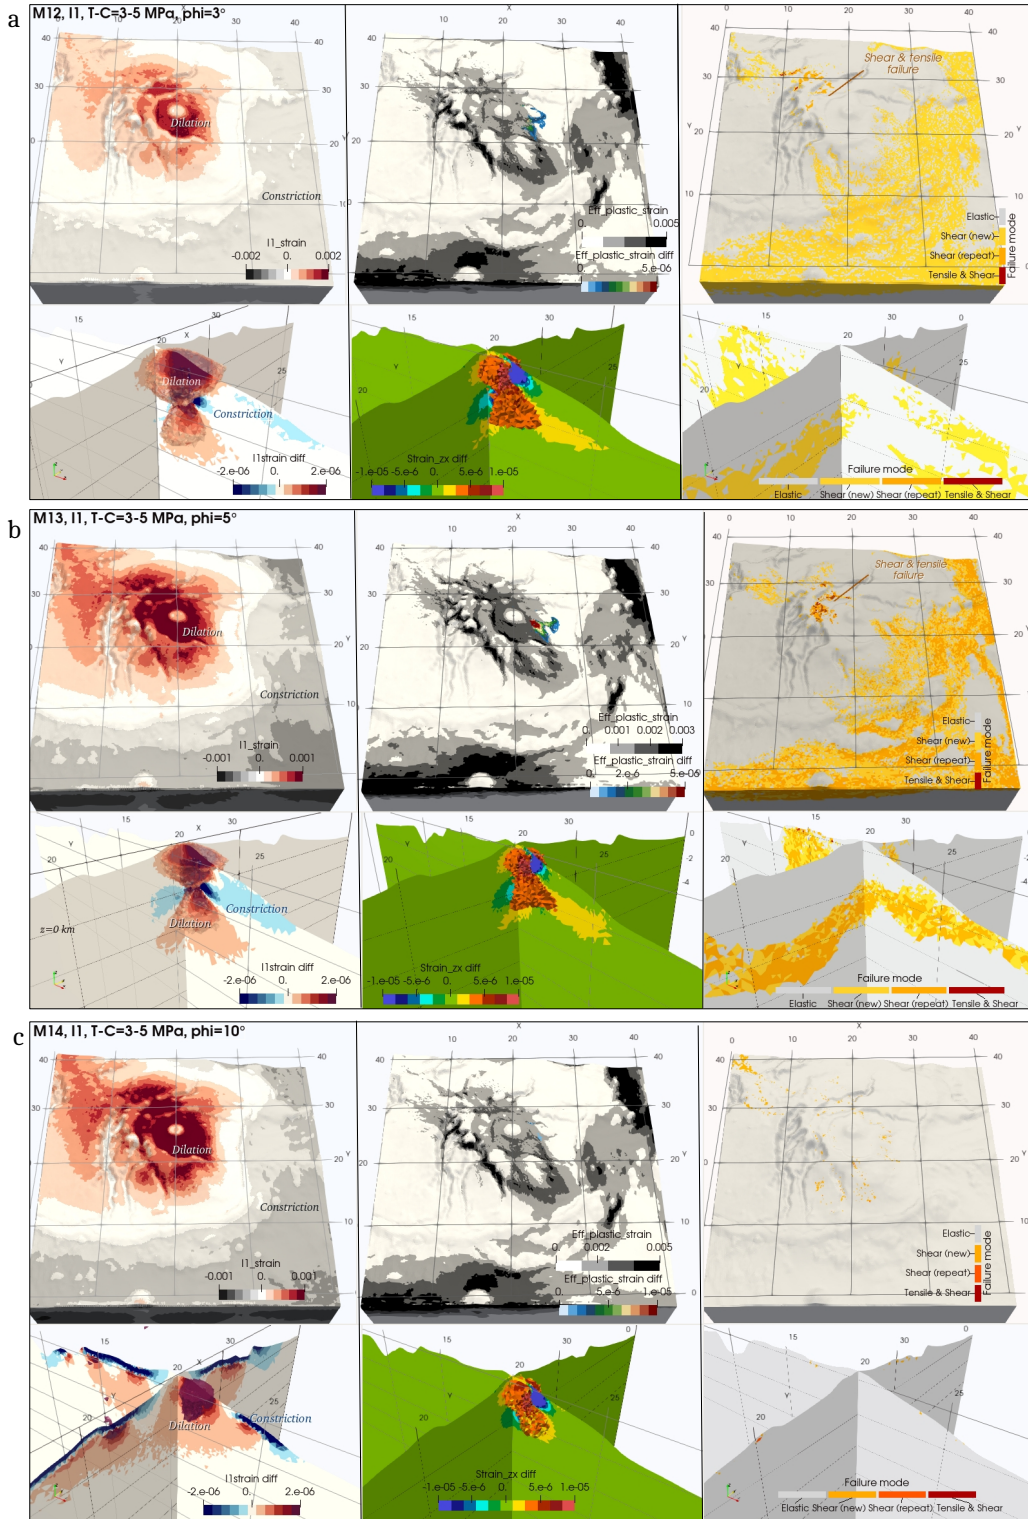 a
M12, I1, T-C=3-5 MPa, phi=3°
Dilation
Constriction
I1_strain
-0.002 0. 0.002
Eff_plastic_strain
0. 0.005
Eff_plastic_strain diff
0. 5.e-06
Shear & tensile
failure
Elastic
Shear (new)
Shear (repeat)
Tensile & Shear
Failure mode
Dilation
Constriction
I1strain diff
-2.e-06 0. 2.e-06
Strain_zx diff
-1.e-05 -5.e-06 0. 5.e-06 1.e-05
Failure mode
Elastic Shear (new) Shear (repeat) Tensile & Shear
b
M13, I1, T-C=3-5 MPa, phi=5°
Dilation
Constriction
I1_strain
-0.001 0. 0.001
Eff_plastic_strain
0. 0.001 0.002 0.003
Eff_plastic_strain diff
0. 2.e-6 5.e-06
Shear & tensile
failure
Elastic
Shear (new)
Shear (repeat)
Tensile & Shear
Failure mode
Constriction
Dilation
z=0 km
I1strain diff
-2.e-06 0. 2.e-06
Strain_zx diff
-1.e-05 -5.e-06 0. 5.e-06 1.e-05
Failure mode
Elastic Shear (new) Shear (repeat) Tensile & Shear
c
M14, I1, T-C=3-5 MPa, phi=10°
Dilation
Constriction
I1_strain
-0.001 0. 0.001
Eff_plastic_strain
0. 0.002 0.005
Eff_plastic_strain diff
0. 5.e-6 1.e-05
Elastic
Shear (new)
Shear (repeat)
Tensile & Shear
Failure mode
Dilation
Constriction
I1strain diff
-2.e-06 0. 2.e-06
Strain_zx diff
-1.e-05 -5.e-06 0. 5.e-06 1.e-05
Failure mode
Elastic Shear (new) Shear (repeat) Tensile & Shear